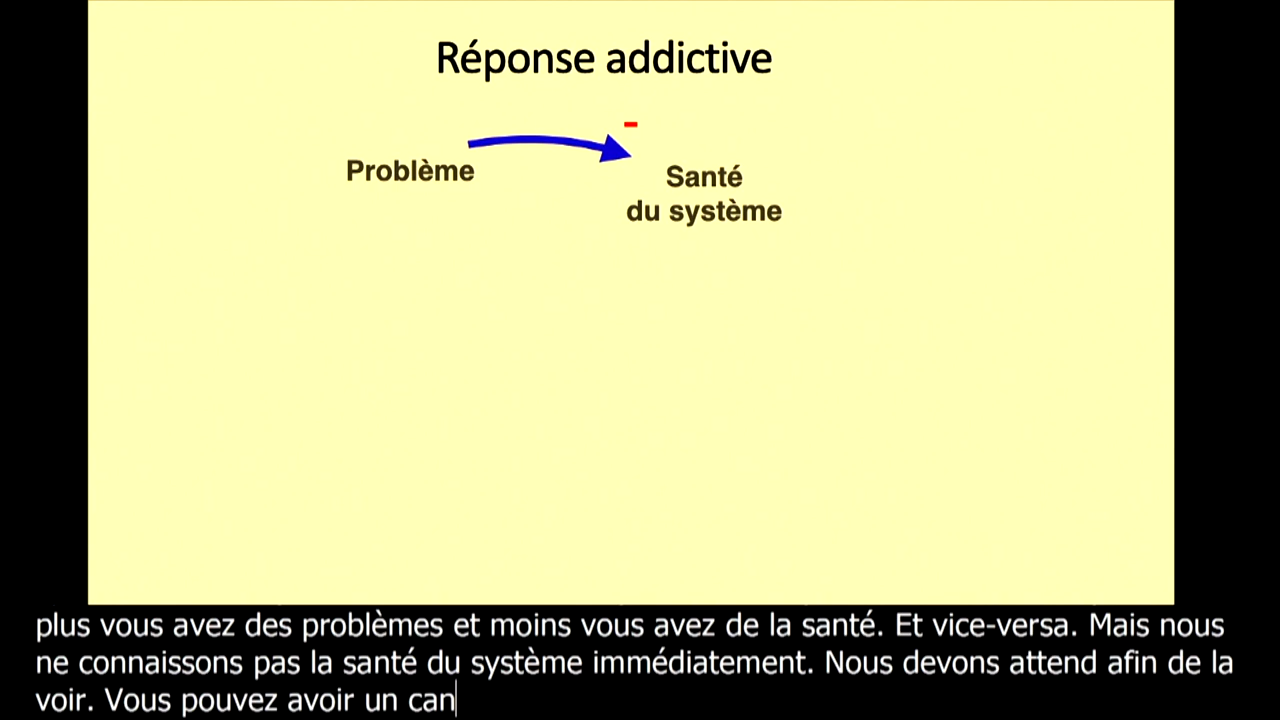 Réponse addictive
-
Problème
Santé
du système
plus vous avez des problèmes et moins vous avez de la santé. Et vice-versa. Mais nous
ne connaissons pas la santé du système immédiatement. Nous devons attend afin de la
voir. Vous pouvez avoir un can